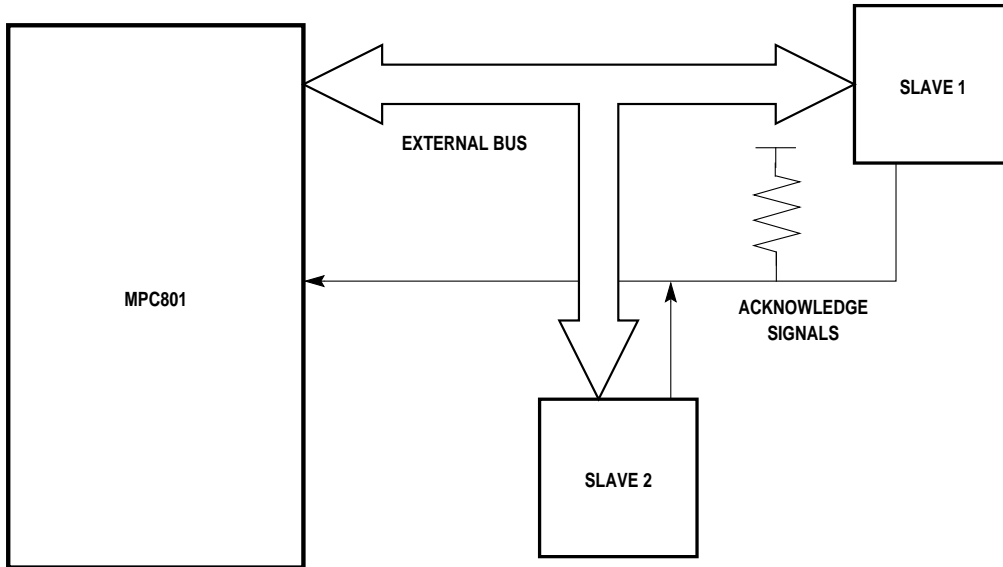 SLAVE 1
EXTERNAL BUS
MPC801
ACKNOWLEDGE
SIGNALS
SLAVE 2